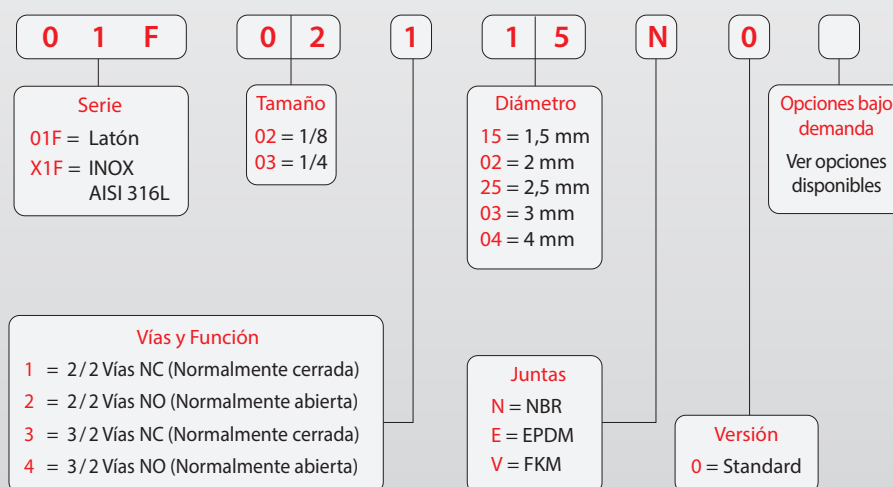 0 1 F 0 2 1 1 5 N 0
Serie
01F = Latón
X1F = INOX
AISI 316L
Tamaño
02 = 1/8
03 = 1/4
Diámetro
15 = 1,5 mm
02 = 2 mm
25 = 2,5 mm
03 = 3 mm
04 = 4 mm
Opciones bajo
demanda
Ver opciones
disponibles
Vías y Función
1 = 2/2 Vías NC (Normalmente cerrada)
2 = 2/2 Vías NO (Normalmente abierta)
3 = 3/2 Vías NC (Normalmente cerrada)
4 = 3/2 Vías NO (Normalmente abierta)
Juntas
N = NBR
E = EPDM
V = FKM
Versión
0 = Standard